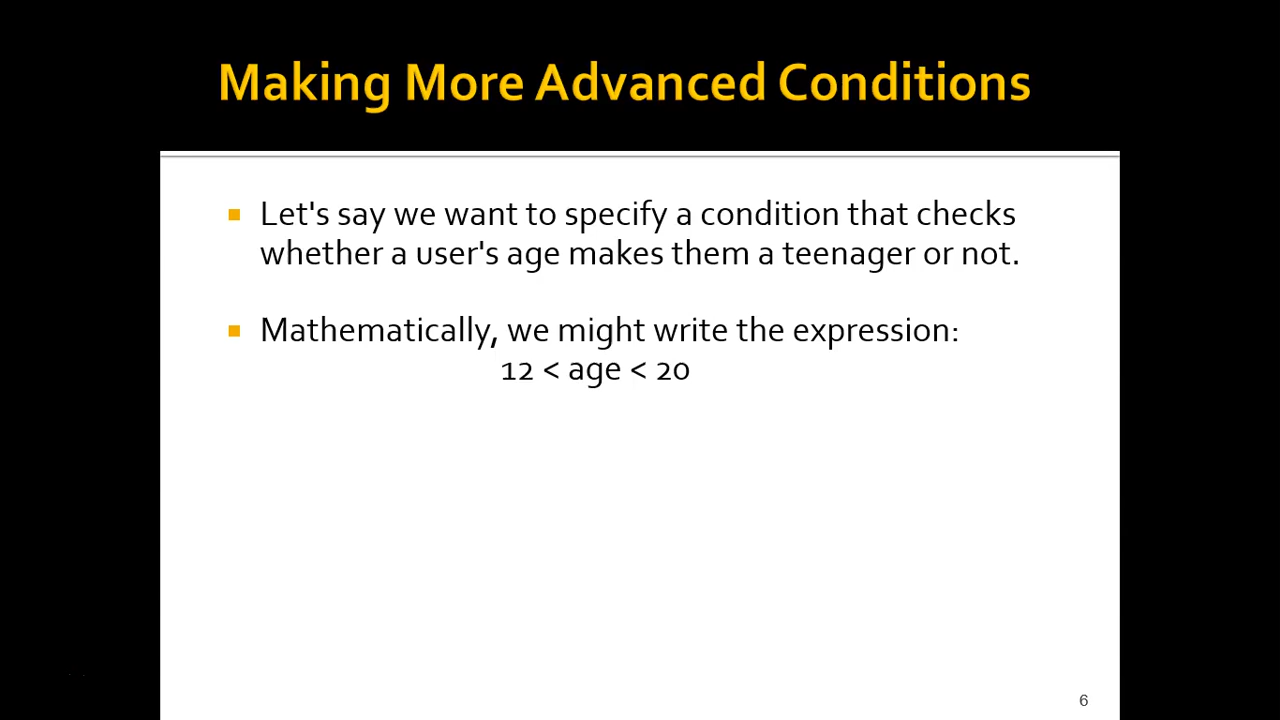 Making More Advanced Conditions
Let's say we want to specify a condition that checks
whether a user's age makes them a teenager or not.
Mathematically, we might write the expression:
12 < age < 20
6